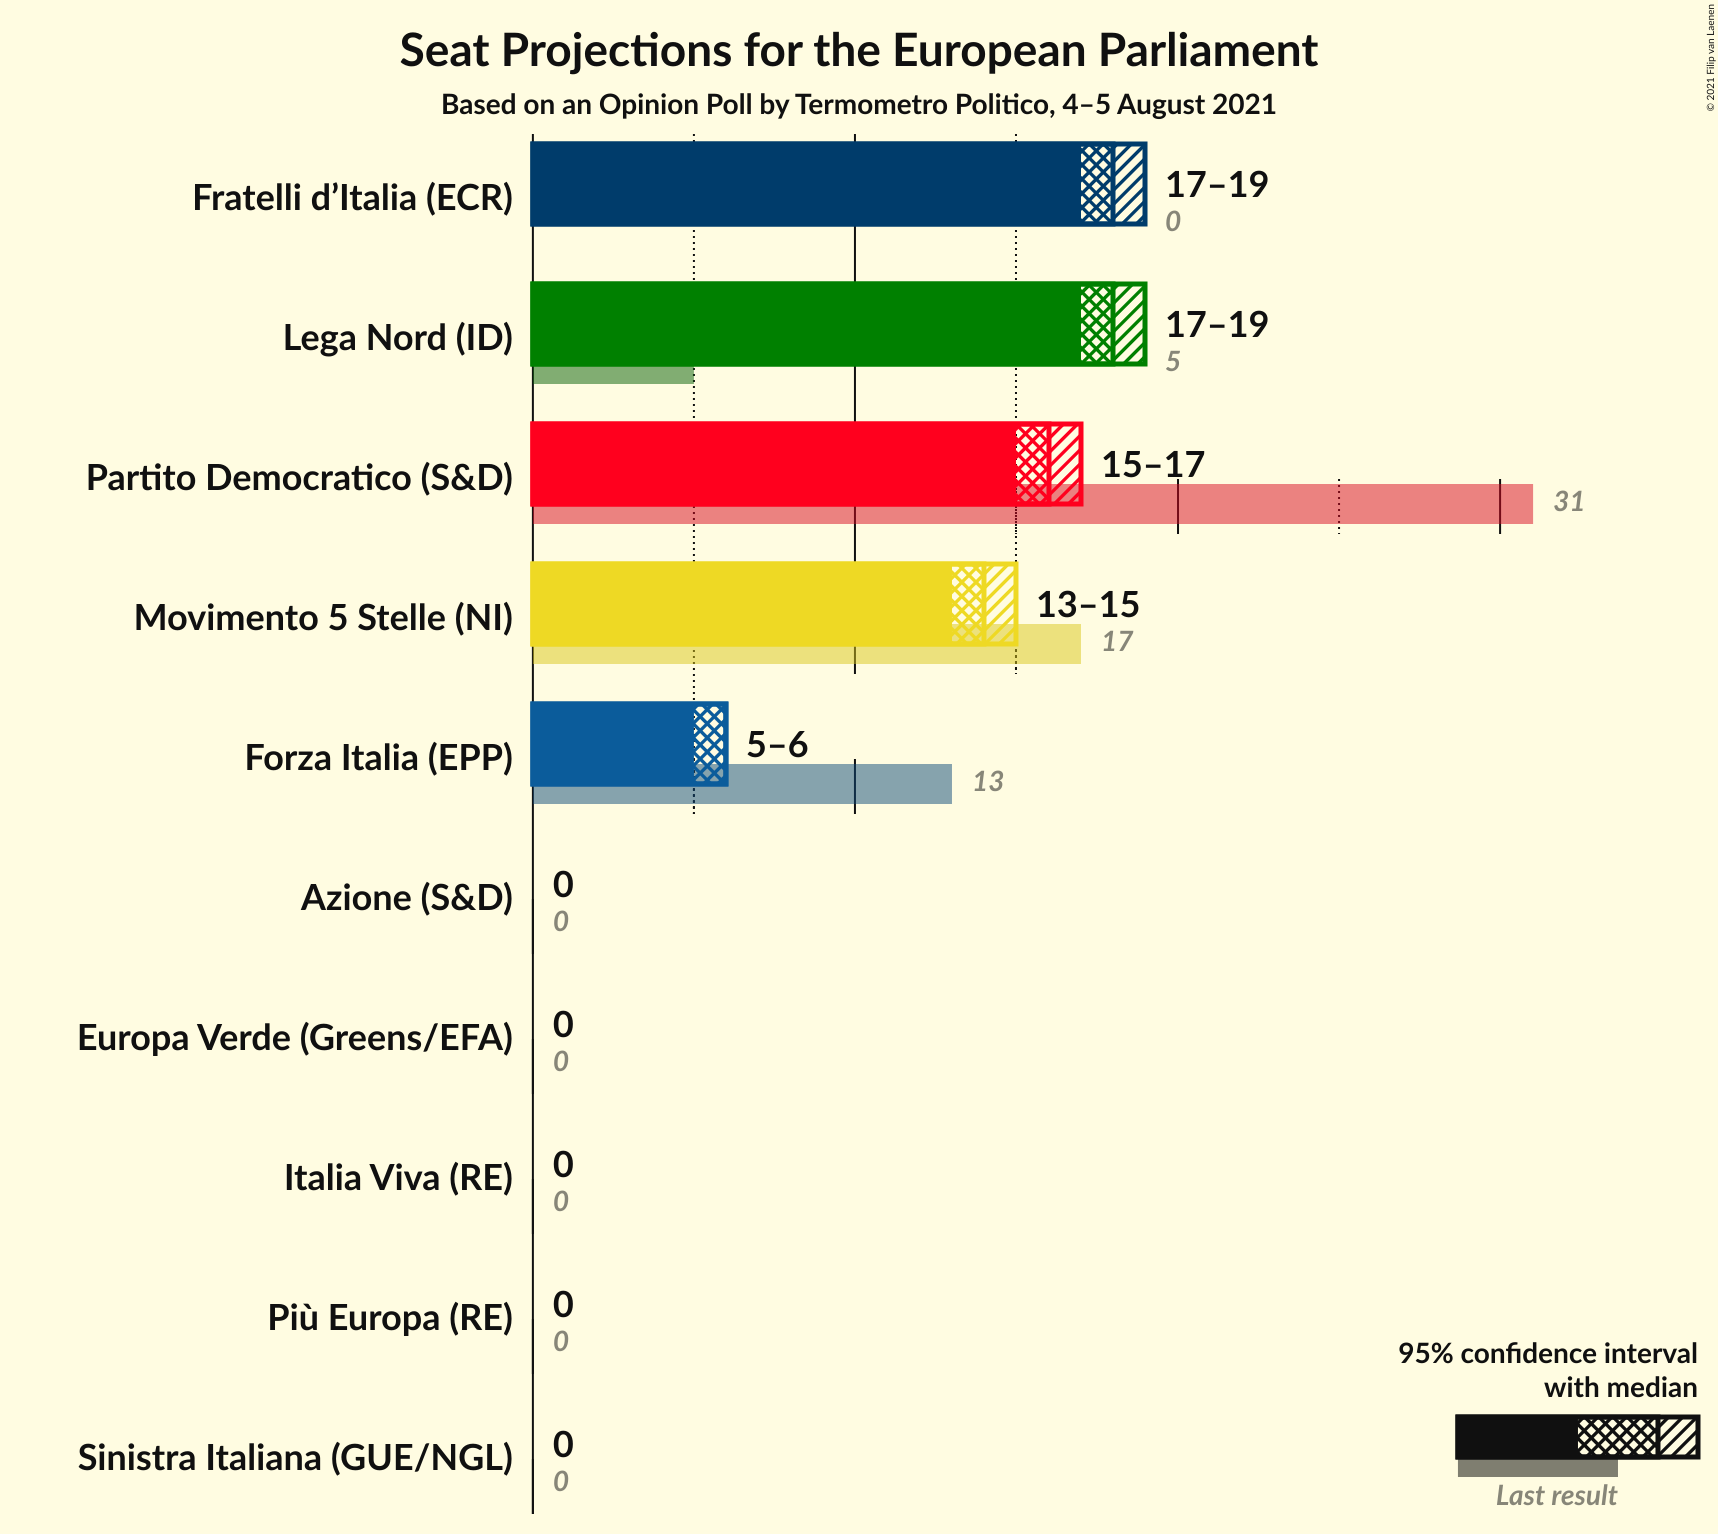 Seat Projections for the European Parliament
Based on an Opinion Poll by Termometro Politico, 4–5 August 2021
© 2021 Filip van Laenen
Fratelli d’Italia (ECR)
17–19
0
Lega Nord (ID)
17–19
5
Partito Democratico (S&D)
15–17
31
Movimento 5 Stelle (NI)
13–15
17
Forza Italia (EPP)
5–6
13
Azione (S&D)
0
0
Europa Verde (Greens/EFA)
0
0
Italia Viva (RE)
0
0
Più Europa (RE)
0
0
Sinistra Italiana (GUE/NGL)
0
0
95% confidence interval
with median
Last result